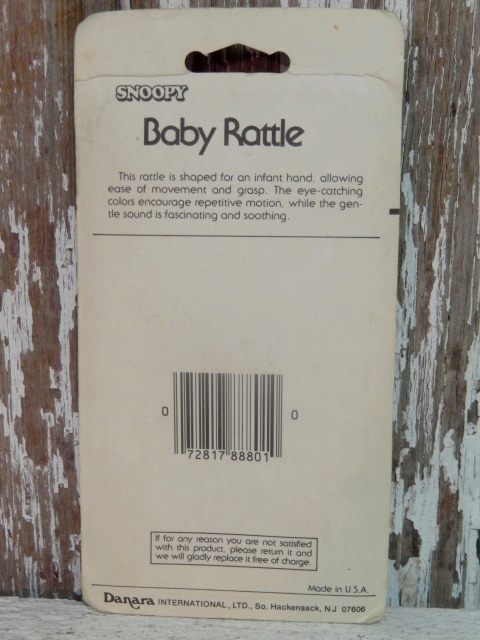 SNOOPY
Baby Rattle
This rattle is shaped for an infant hand, allowing
ease of movement and grasp. The eye-catching
colors encourage repetitive motion, while the gen-
tle sound is fascinating and soothing.
0 72817 88801 0
If for any reason you are not satisfied
with this product, please return it and
we will gladly replace it free of charge.
Made in U.S.A.
Danara INTERNATIONAL, LTD., So. Hackensack, NJ 07606